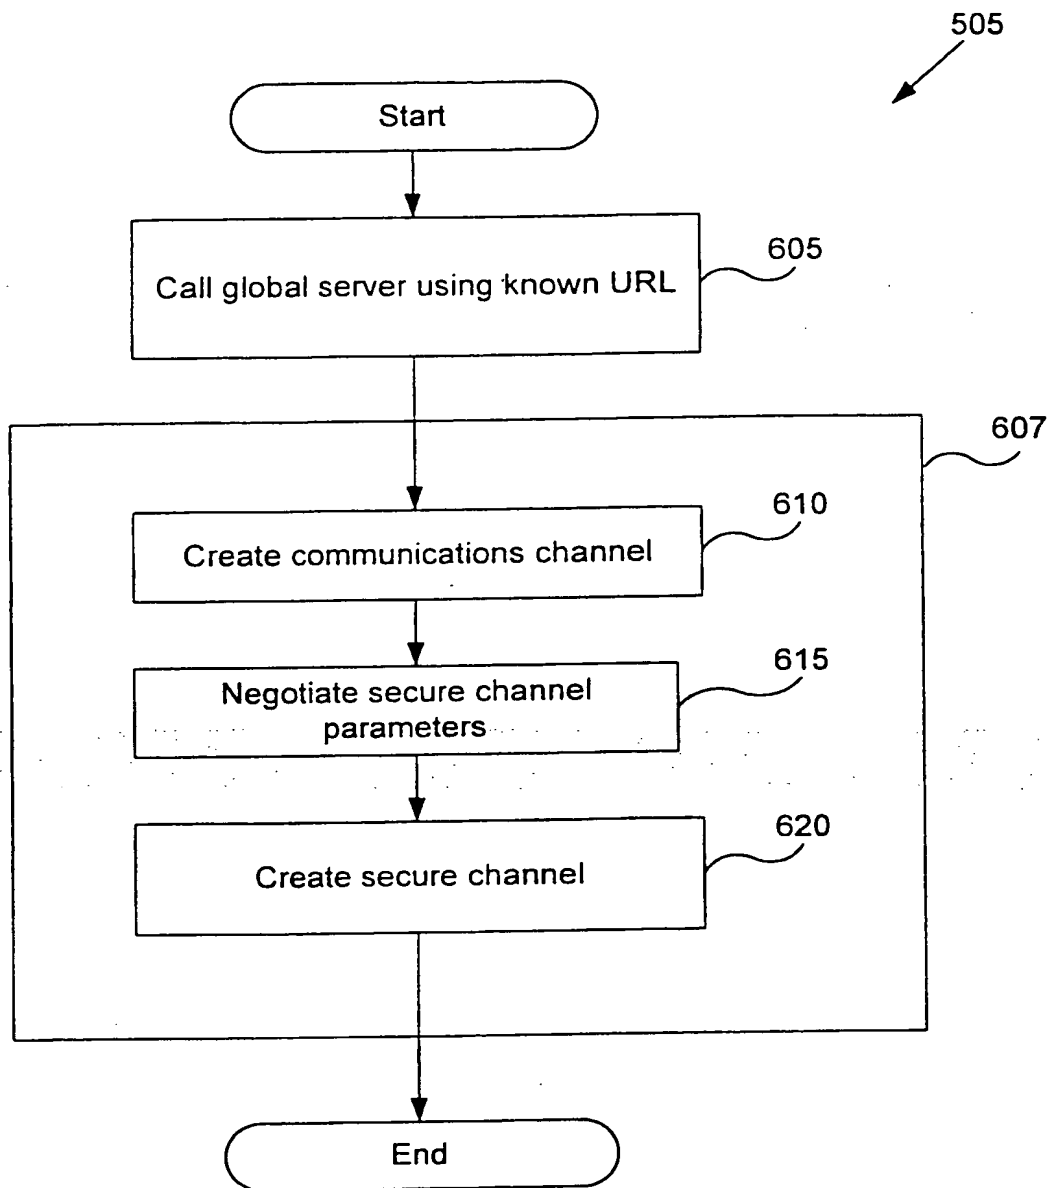 505
Start
605
Call global server using known URL
607
610
Create communications channel
615
Negotiate secure channel
parameters
620
Create secure channel
End